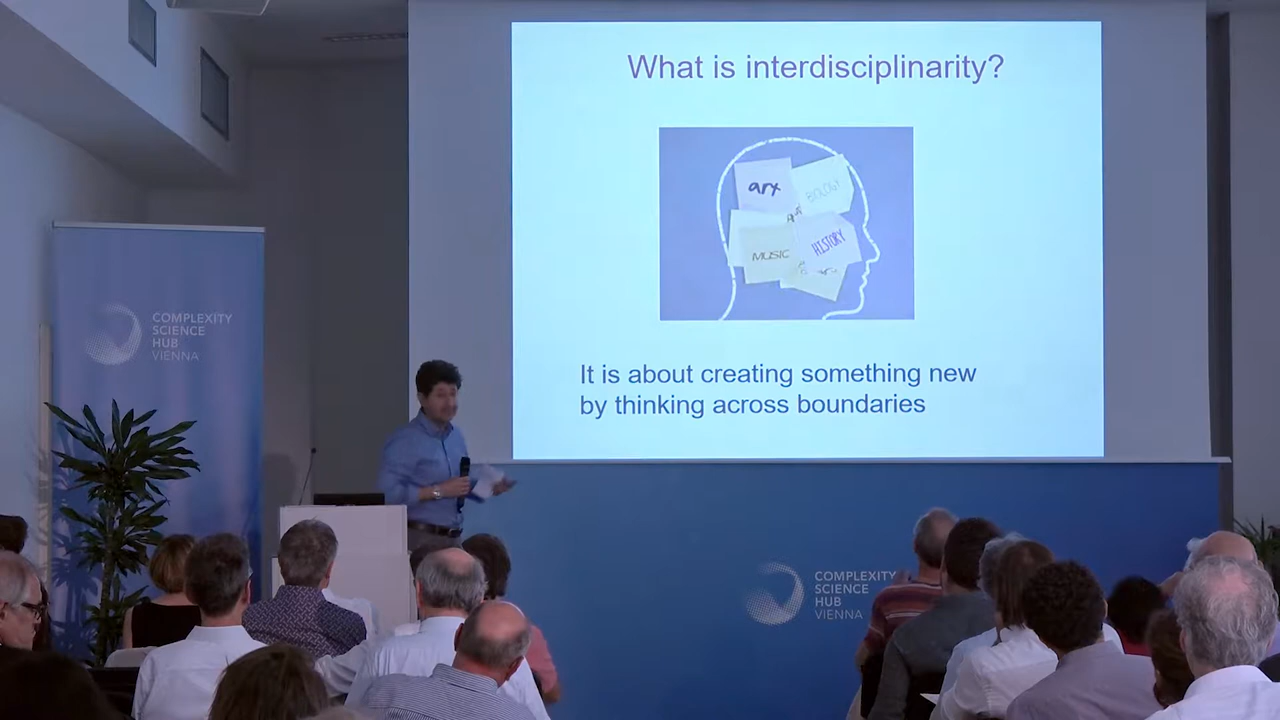 What is interdisciplinarity?
arx
BIOLOGY
MUSIC
HISTORY
It is about creating something new
by thinking across boundaries
COMPLEXITY
SCIENCE
HUB
VIENNA
COMPLEXITY
SCIENCE
HUB
VIENNA